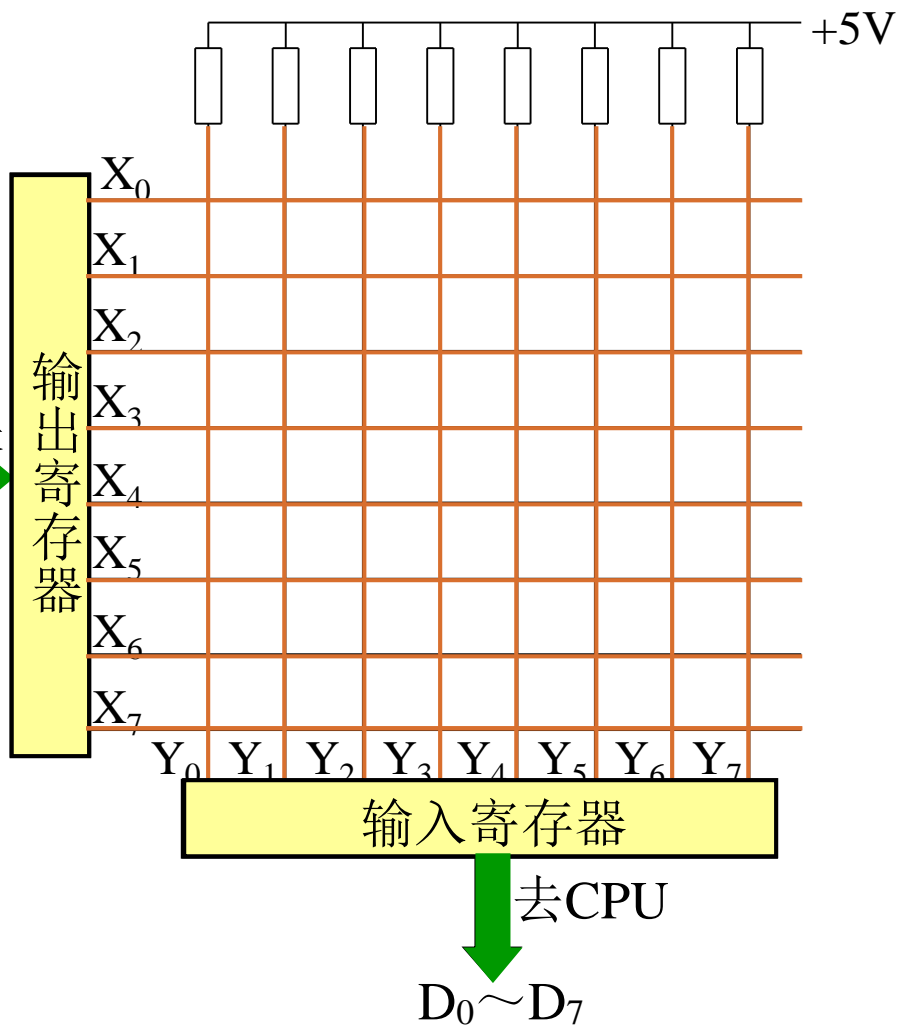 +5V
X₀
X₁
X₂
X₃
X₄
X₅
X₆
X₇
输出寄存器
Y₀ Y₁ Y₂ Y₃ Y₄ Y₅ Y₆ Y₇
输入寄存器
去CPU
D₀～D₇